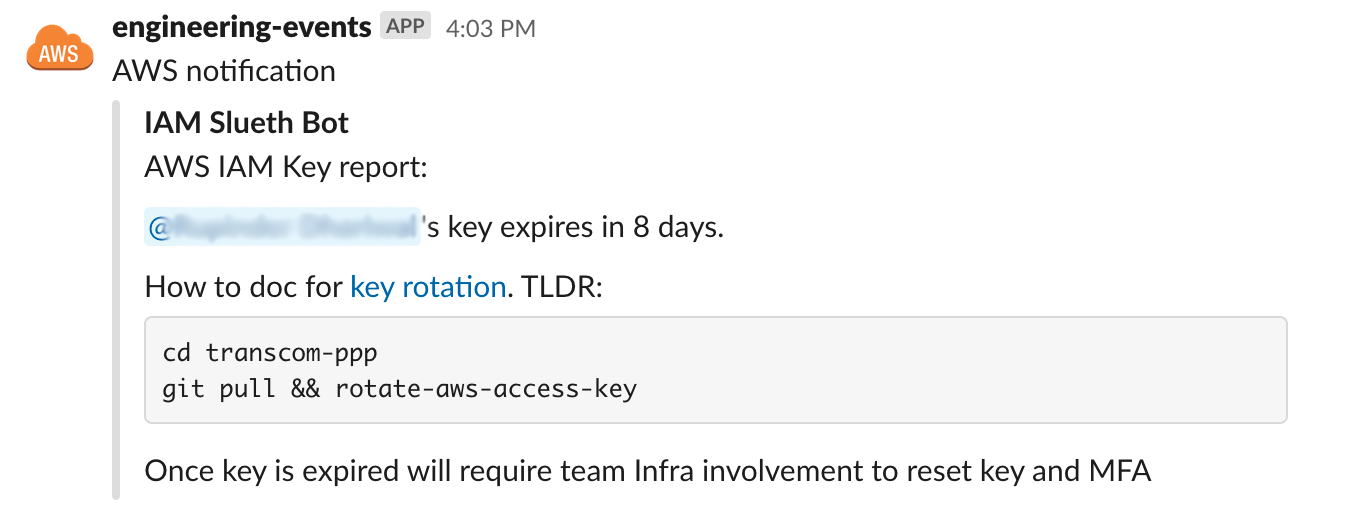 AWS
engineering-events APP 4:03 PM
AWS notification
IAM Slueth Bot
AWS IAM Key report:
@ 's key expires in 8 days.
How to doc for key rotation. TLDR:
cd transcom-ppp
git pull && rotate-aws-access-key
Once key is expired will require team Infra involvement to reset key and MFA